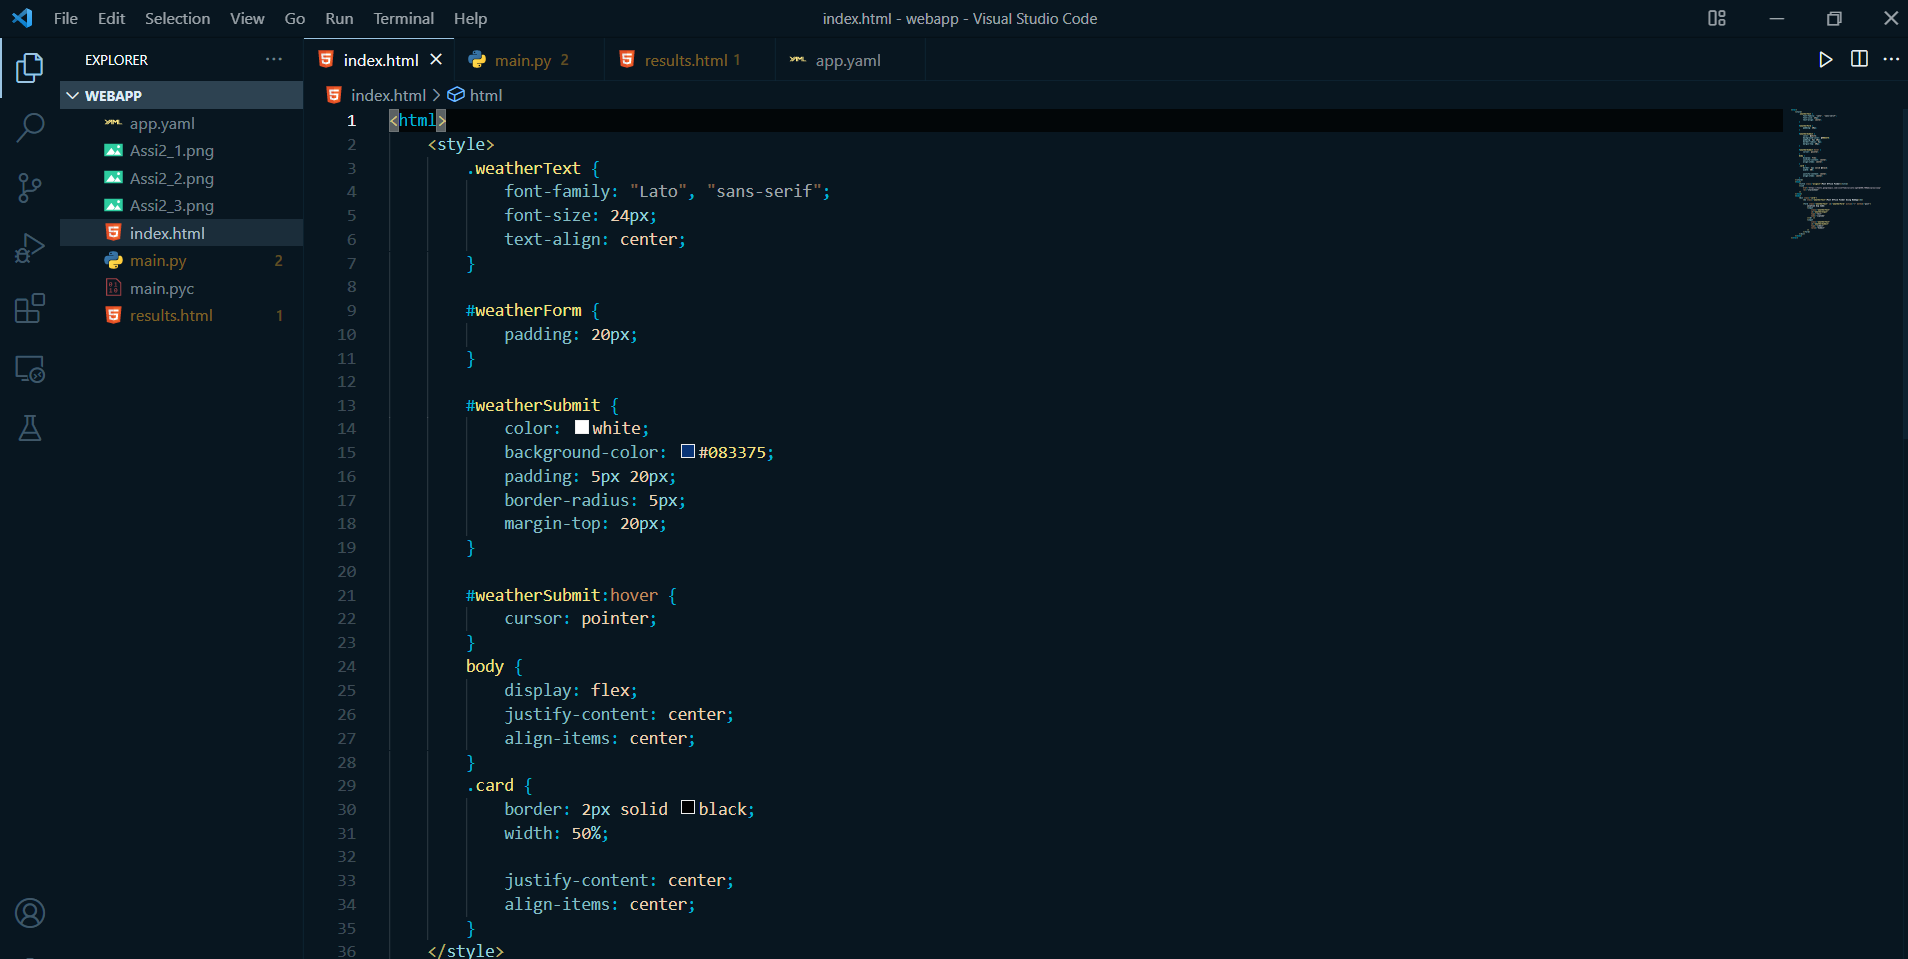 File Edit Selection View Go Run Terminal Help
index.html - webapp - Visual Studio Code
EXPLORER
WEBAPP
app.yaml
Assi2_1.png
Assi2_2.png
Assi2_3.png
index.html
main.py 2
main.pyc
results.html 1
index.html main.py 2 results.html 1 app.yaml
index.html > html
1 <html>
2 <style>
3 .weatherText {
4 font-family: "Lato", "sans-serif";
5 font-size: 24px;
6 text-align: center;
7 }
8
9 #weatherForm {
10 padding: 20px;
11 }
12
13 #weatherSubmit {
14 color: white;
15 background-color: #083375;
16 padding: 5px 20px;
17 border-radius: 5px;
18 margin-top: 20px;
19 }
20
21 #weatherSubmit:hover {
22 cursor: pointer;
23 }
24 body {
25 display: flex;
26 justify-content: center;
27 align-items: center;
28 }
29 .card {
30 border: 2px solid black;
31 width: 50%;
32
33 justify-content: center;
34 align-items: center;
35 }
36 </style>